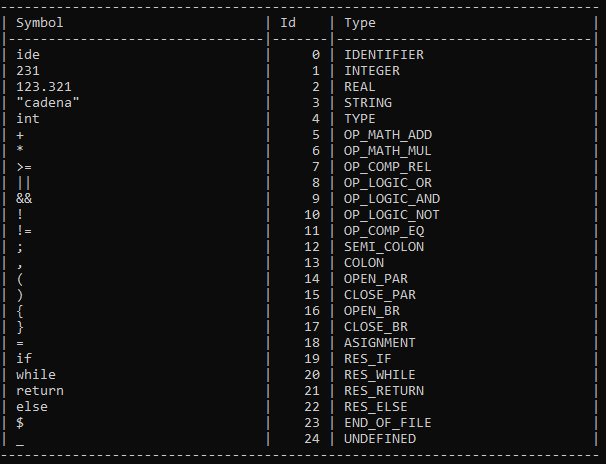 Symbol | Id | Type
ide | 0 | IDENTIFIER
231 | 1 | INTEGER
123.321 | 2 | REAL
"cadena" | 3 | STRING
int | 4 | TYPE
+ | 5 | OP_MATH_ADD
* | 6 | OP_MATH_MUL
>= | 7 | OP_COMP_REL
|| | 8 | OP_LOGIC_OR
&& | 9 | OP_LOGIC_AND
! | 10 | OP_LOGIC_NOT
!= | 11 | OP_COMP_EQ
; | 12 | SEMI_COLON
, | 13 | COLON
( | 14 | OPEN_PAR
) | 15 | CLOSE_PAR
{ | 16 | OPEN_BR
} | 17 | CLOSE_BR
= | 18 | ASIGNMENT
if | 19 | RES_IF
while | 20 | RES_WHILE
return | 21 | RES_RETURN
else | 22 | RES_ELSE
$ | 23 | END_OF_FILE
_ | 24 | UNDEFINED